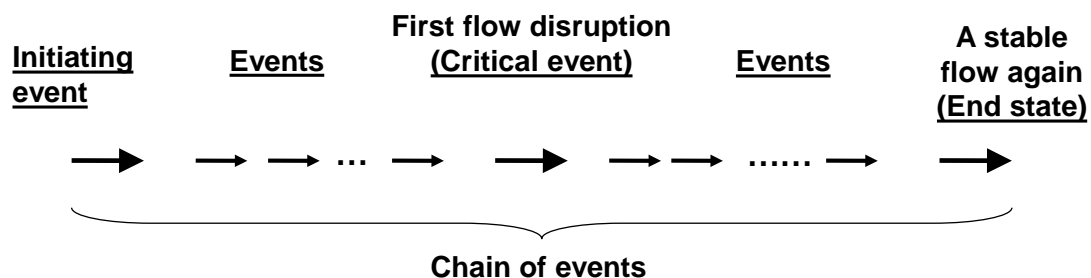 Initiating
event
Events
First flow disruption
(Critical event)
Events
A stable
flow again
(End state)
...
......
Chain of events